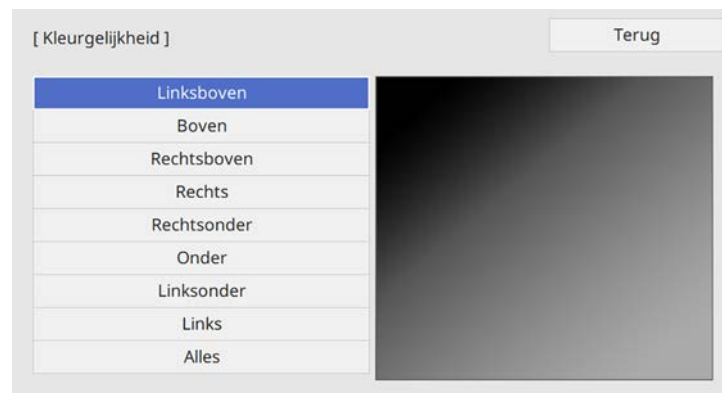 [ Kleurgelijkheid ]
Terug
Linksboven
Boven
Rechtsboven
Rechts
Rechtsonder
Onder
Linksonder
Links
Alles